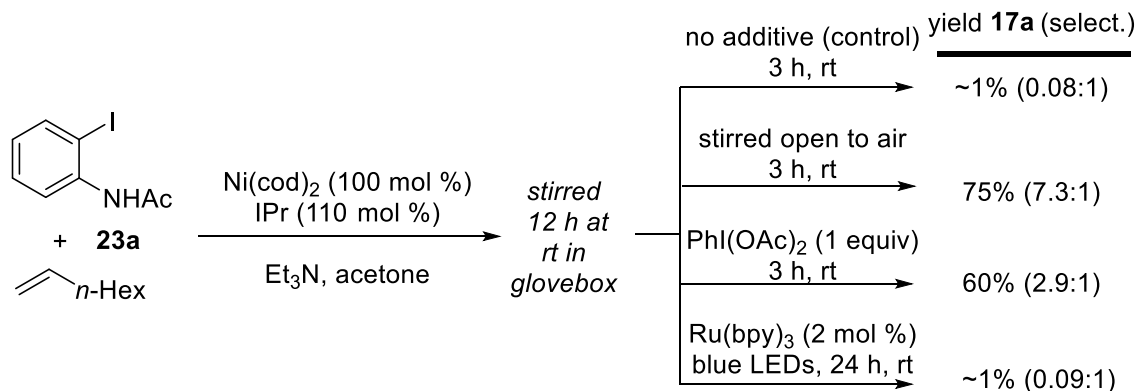 yield 17a (select.)
no additive (control)
3 h, rt
~1% (0.08:1)
I
NHAc
+ 23a
n-Hex
Ni(cod)2 (100 mol %)
IPr (110 mol %)
Et3N, acetone
stirred
12 h at
rt in
glovebox
stirred open to air
3 h, rt
75% (7.3:1)
PhI(OAc)2 (1 equiv)
3 h, rt
60% (2.9:1)
Ru(bpy)3 (2 mol %)
blue LEDs, 24 h, rt
~1% (0.09:1)